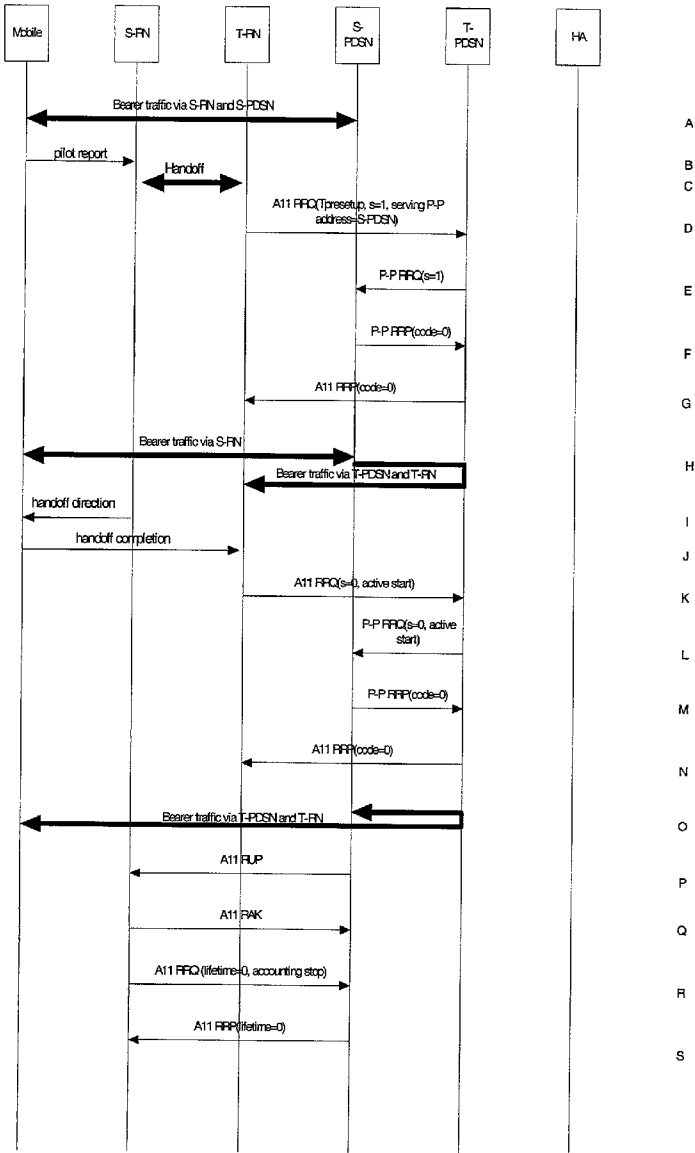 Mobile
S-RN
T-RN
S-
PDSN
T-
PDSN
HA
Bearer traffic via S-RN and S-PDSN
A
pilot report
B
Handoff
C
A11 RRQ(Tpresetup, s=1, serving P-P
address=S-PDSN)
D
P-P RRQ(s=1)
E
P-P RRP(code=0)
F
A11 RRP(code=0)
G
Bearer traffic via S-RN
H
Bearer traffic via T-PDSN and T-RN
handoff direction
I
handoff completion
J
A11 RRQ(s=0, active start)
K
P-P RRQ(s=0, active
start)
L
P-P RRP(code=0)
M
A11 RRP(code=0)
N
Bearer traffic via T-PDSN and T-RN
O
A11 RUP
P
A11 RAK
Q
A11 RRQ (lifetime=0, accounting stop)
R
A11 RRP(lifetime=0)
S